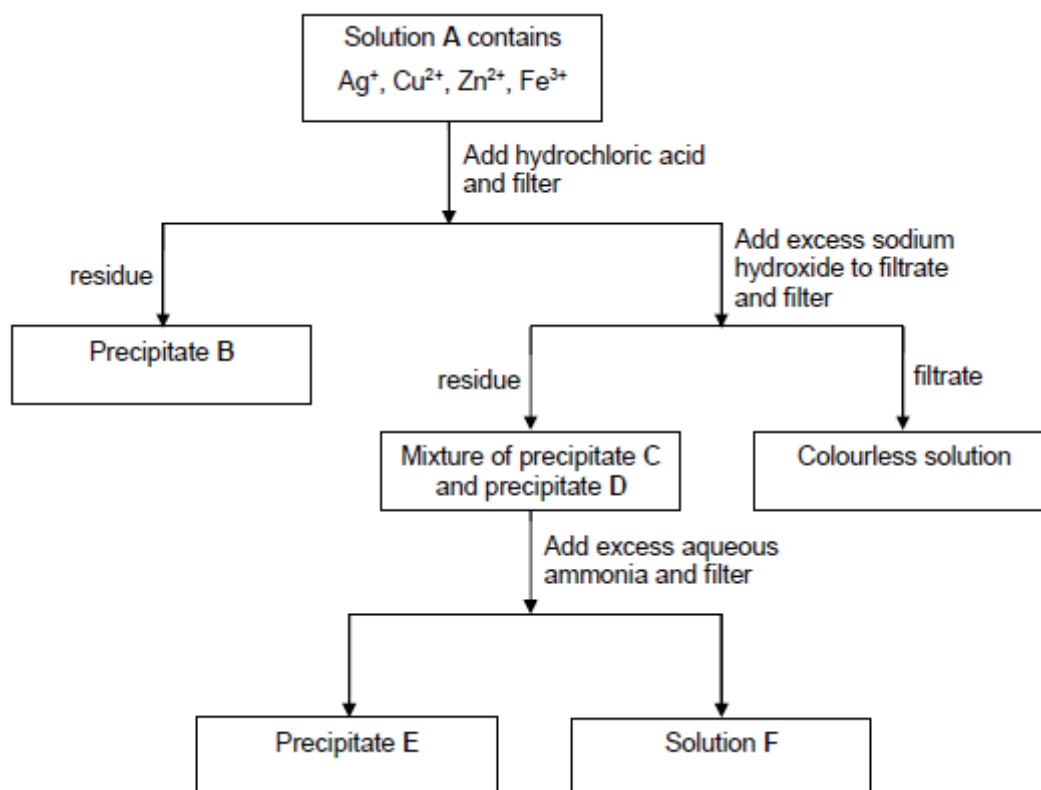 Solution A contains
Ag⁺, Cu²⁺, Zn²⁺, Fe³⁺
Add hydrochloric acid
and filter
residue
Add excess sodium
hydroxide to filtrate
and filter
Precipitate B
residue
filtrate
Mixture of precipitate C
and precipitate D
Colourless solution
Add excess aqueous
ammonia and filter
Precipitate E
Solution F